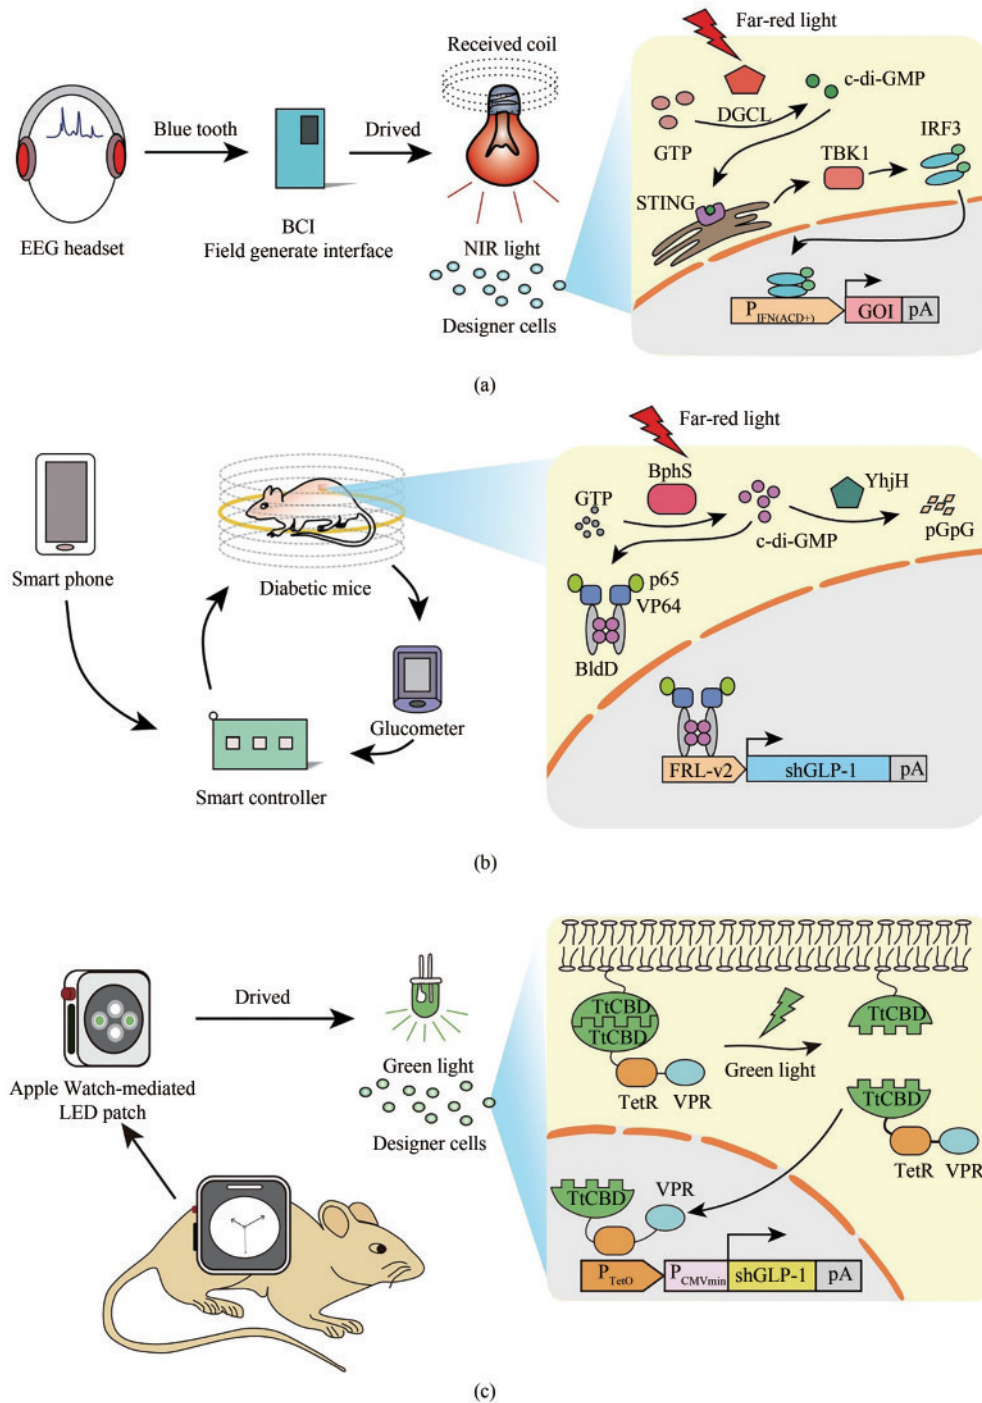 Far-red light
Received coil
c-di-GMP
DGCL
GTP
IRF3
TBK1
Blue tooth
Drived
STING
EEG headset
BCI
Field generate interface
NIR light
Designer cells
P IFN(ACD+)
GOI
pA
(a)
Far-red light
BphS
YhjH
GTP
c-di-GMP
pGpG
Smart phone
Diabetic mice
p65
VP64
BldD
Glucometer
Smart controller
FRL-v2
shGLP-1
pA
(b)
TtCBD
TtCBD
TtCBD
Drived
Green light
Green light
TtCBD
Apple Watch-mediated
LED patch
TetR
VPR
Designer cells
TetR
VPR
TtCBD
VPR
P TetO
P CMVmin
shGLP-1
pA
(c)